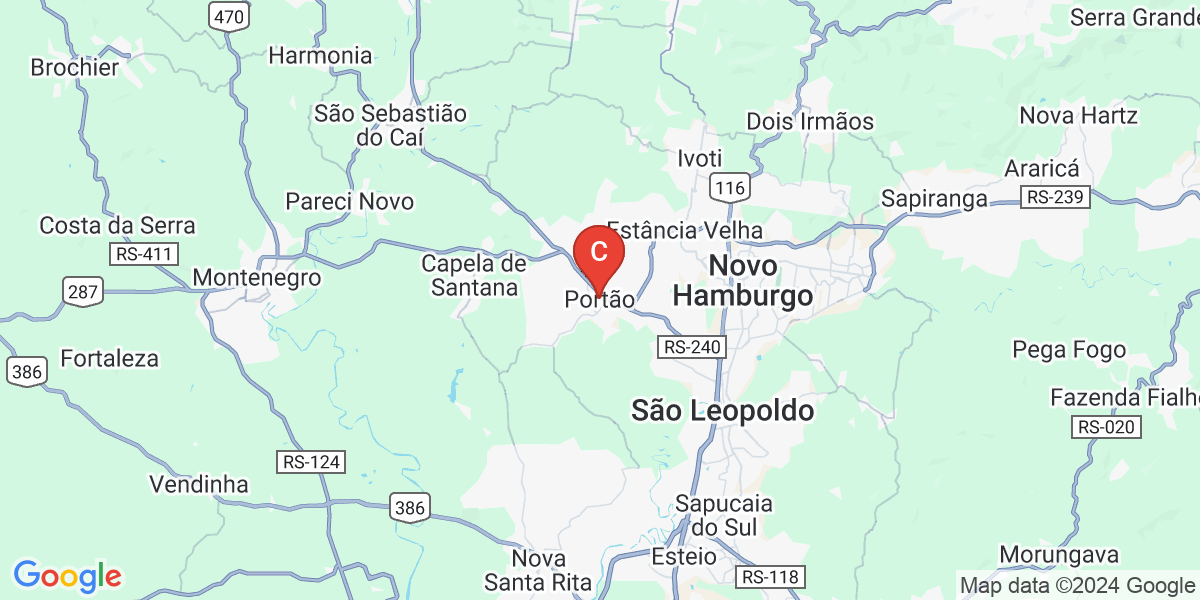 470
Serra Grande
Harmonia
Brochier
São Sebastião
do Caí
Dois Irmãos
Nova Hartz
Ivoti
Araricá
116
Sapiranga
RS-239
Pareci Novo
Costa da Serra
Estância Velha
RS-411
C
Capela de
Santana
Novo
Hamburgo
Montenegro
287
Portão
RS-240
Pega Fogo
Fortaleza
386
Fazenda Fialho
São Leopoldo
RS-020
RS-124
Vendinha
386
Sapucaia
do Sul
Nova
Santa Rita
Esteio
Morungava
RS-118
Google
Map data ©2024 Google